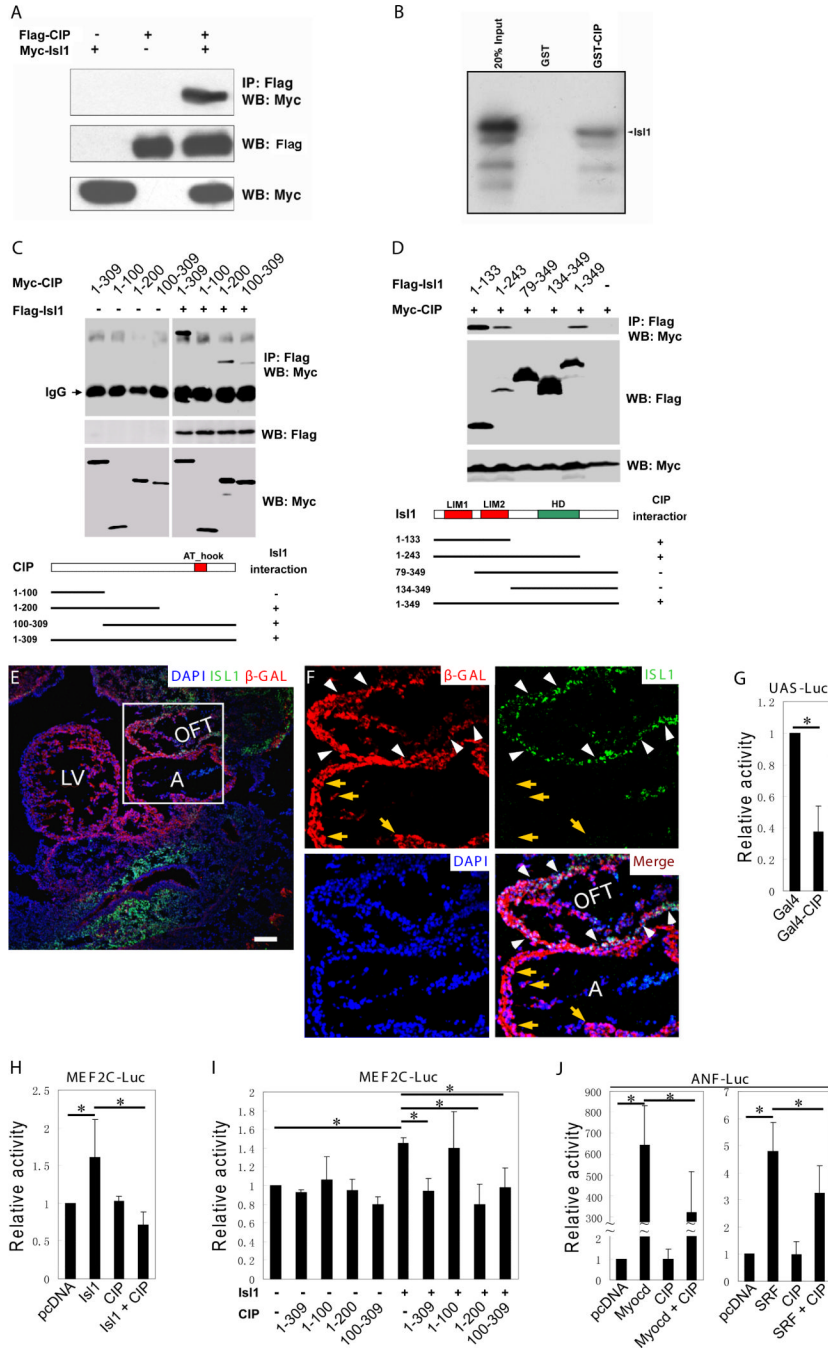 A
Flag-CIP - + +
Myc-Isl1 + - +
IP: Flag
WB: Myc
WB: Flag
WB: Myc
B
20% Input
GST
GST-CIP
Isl1
C
Myc-CIP 1-309 1-100 1-200 100-309 1-309 1-100 1-200 100-309
Flag-Isl1 - - - - + + + +
IP: Flag
WB: Myc
IgG
WB: Flag
WB: Myc
AT_hook
CIP
Isl1
interaction
1-100 -
1-200 +
100-309 +
1-309 +
D
Flag-Isl1 1-133 1-243 79-349 134-349 1-349 -
Myc-CIP + + + + + +
IP: Flag
WB: Myc
WB: Flag
WB: Myc
LIM1 LIM2 HD
Isl1
CIP
interaction
1-133 +
1-243 +
79-349 -
134-349 -
1-349 +
E
DAPI ISL1 β-GAL
OFT
LV
A
F
β-GAL
ISL1
DAPI
Merge
OFT
A
G
UAS-Luc
Relative activity
1.2
1
0.8
0.6
0.4
0.2
0
*
Gal4
Gal4-CIP
H
MEF2C-Luc
Relative activity
2.5
2
1.5
1
0.5
0
* *
pcDNA
Isl1
CIP
Isl1 + CIP
I
MEF2C-Luc
Relative activity
2
1.8
1.6
1.4
1.2
1
0.8
0.6
0.4
0.2
0
*
*
*
*
Isl1 - - - - - + + + + +
CIP - 1-309 1-100 1-200 100-309 - 1-309 1-100 1-200 100-309
J
ANF-Luc
Relative activity
900
800
700
600
500
400
300
2
1
0
* *
pcDNA
Myocd
CIP
Myocd + CIP
7
6
5
4
3
2
1
0
* *
pcDNA
SRF
CIP
SRF + CIP